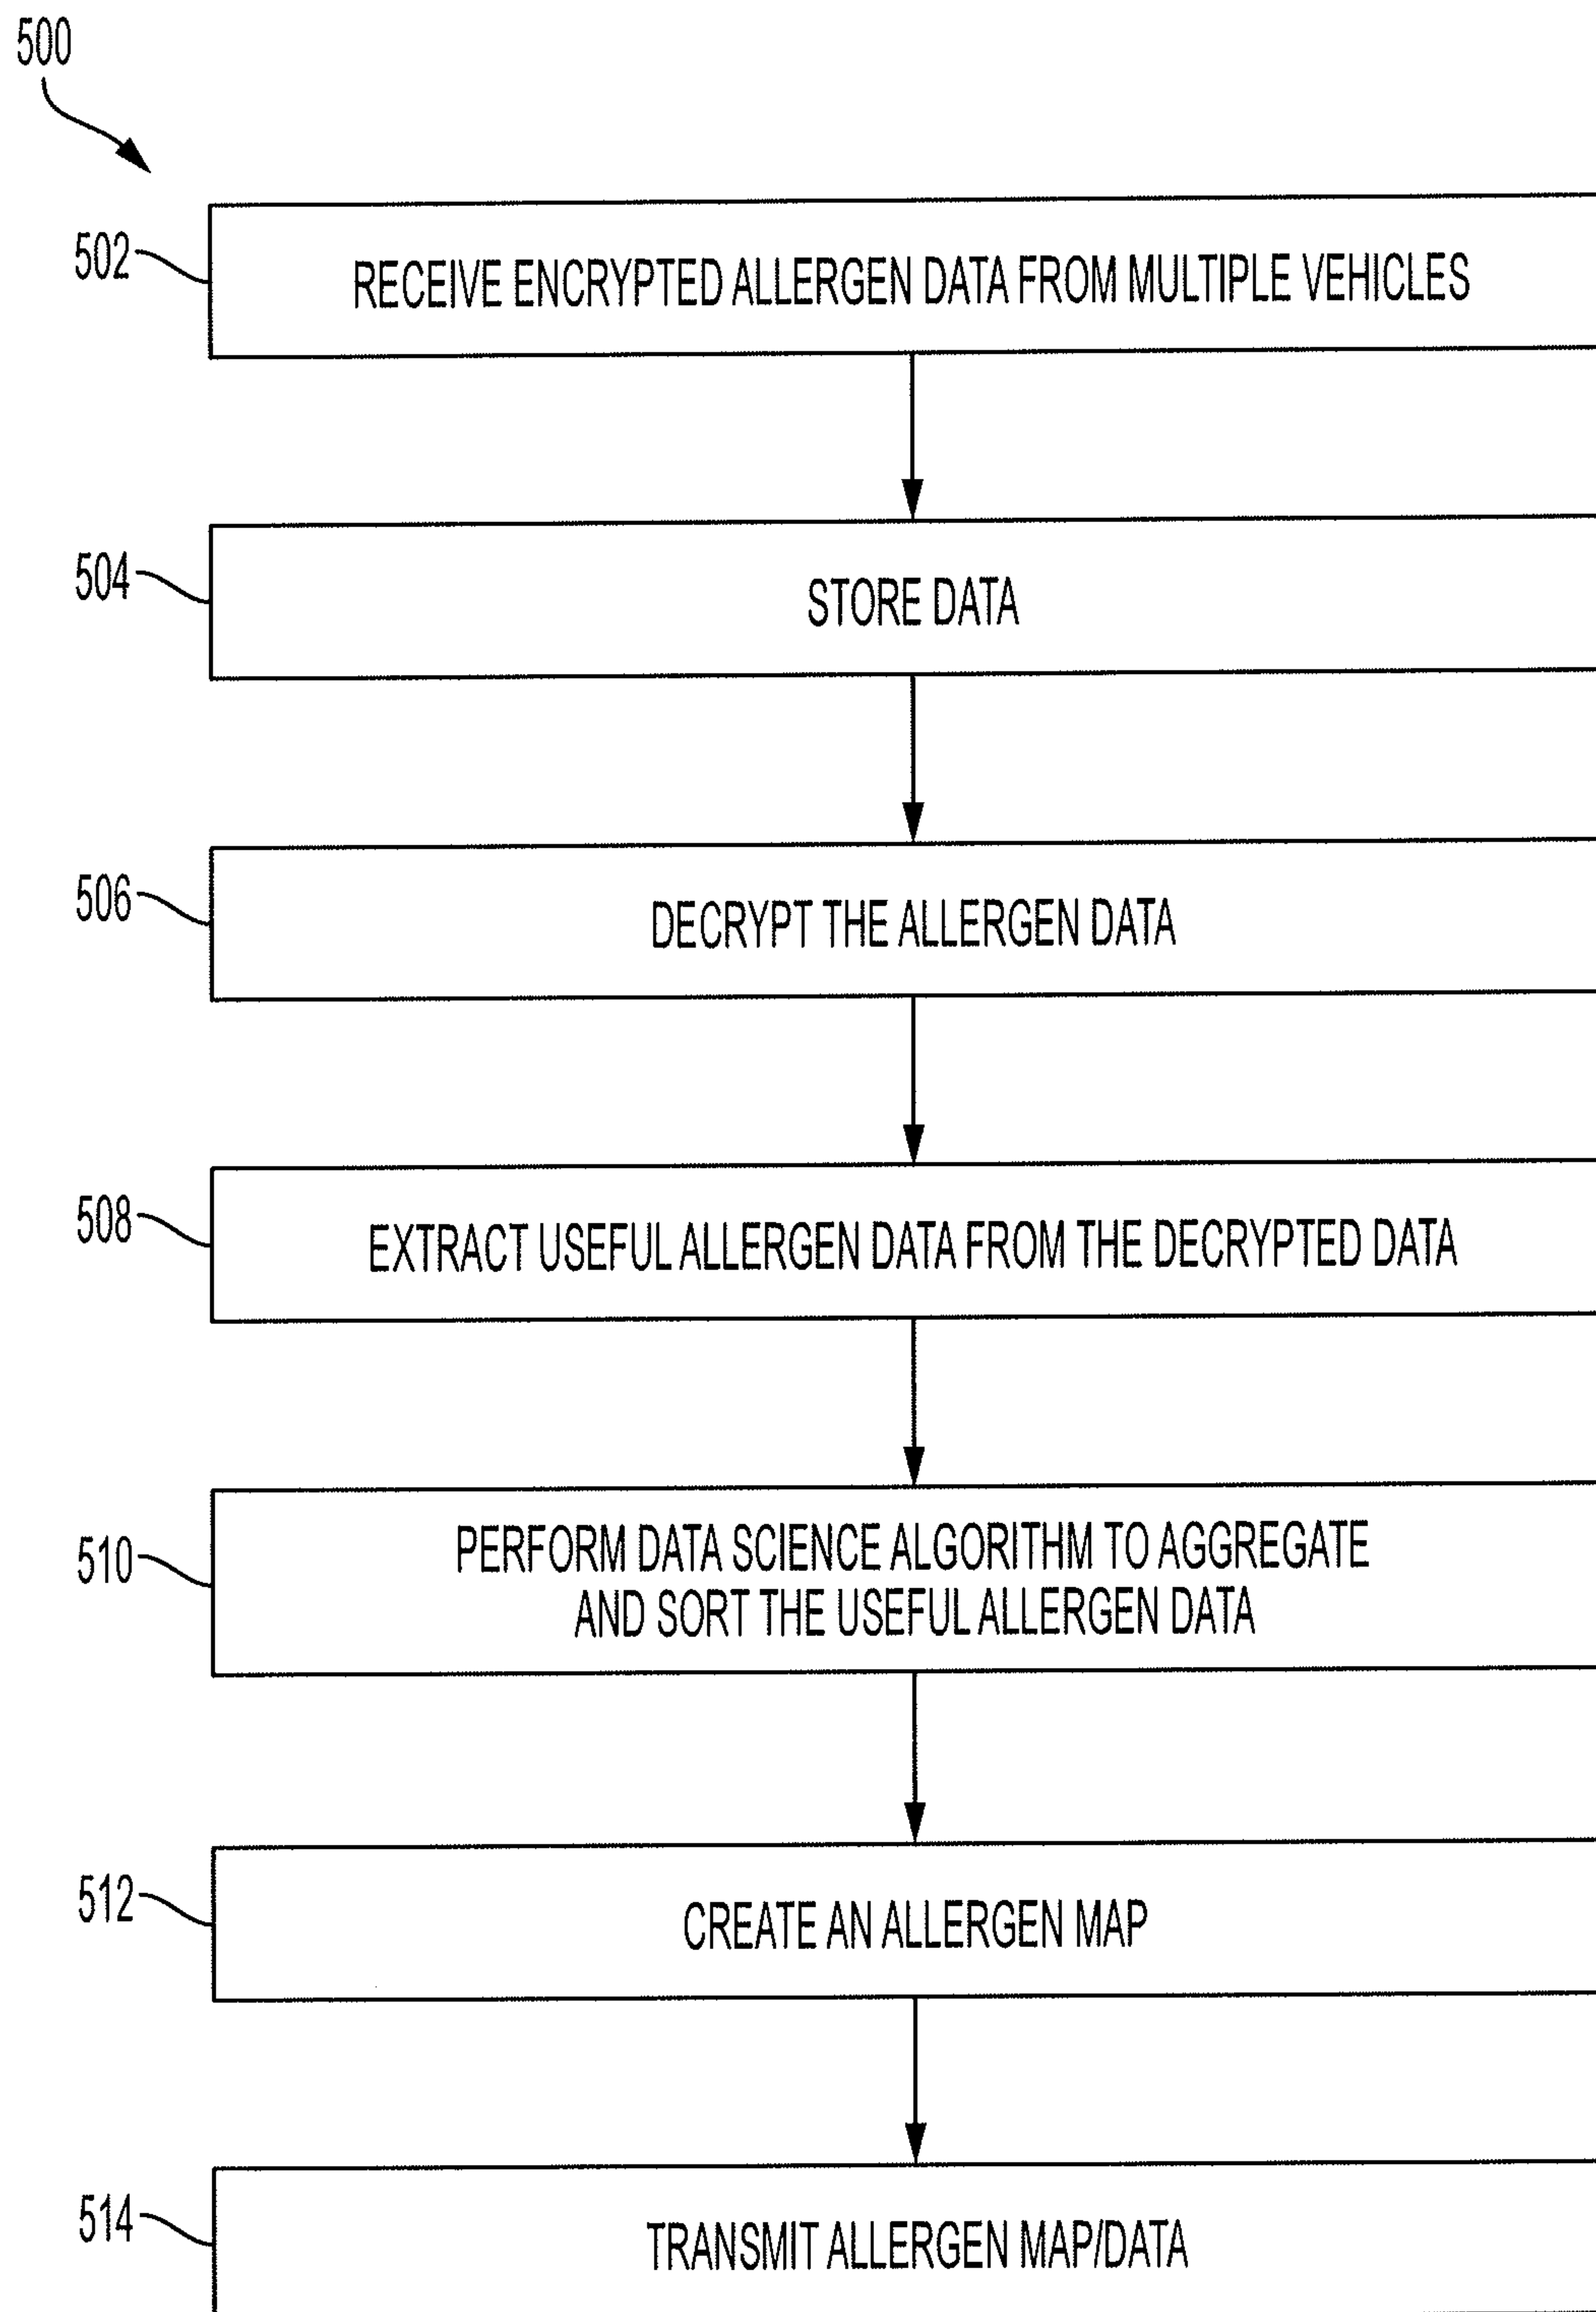 500
502
RECEIVE ENCRYPTED ALLERGEN DATA FROM MULTIPLE VEHICLES
504
STORE DATA
506
DECRYPT THE ALLERGEN DATA
508
EXTRACT USEFUL ALLERGEN DATA FROM THE DECRYPTED DATA
510
PERFORM DATA SCIENCE ALGORITHM TO AGGREGATE
AND SORT THE USEFUL ALLERGEN DATA
512
CREATE AN ALLERGEN MAP
514
TRANSMIT ALLERGEN MAP/DATA